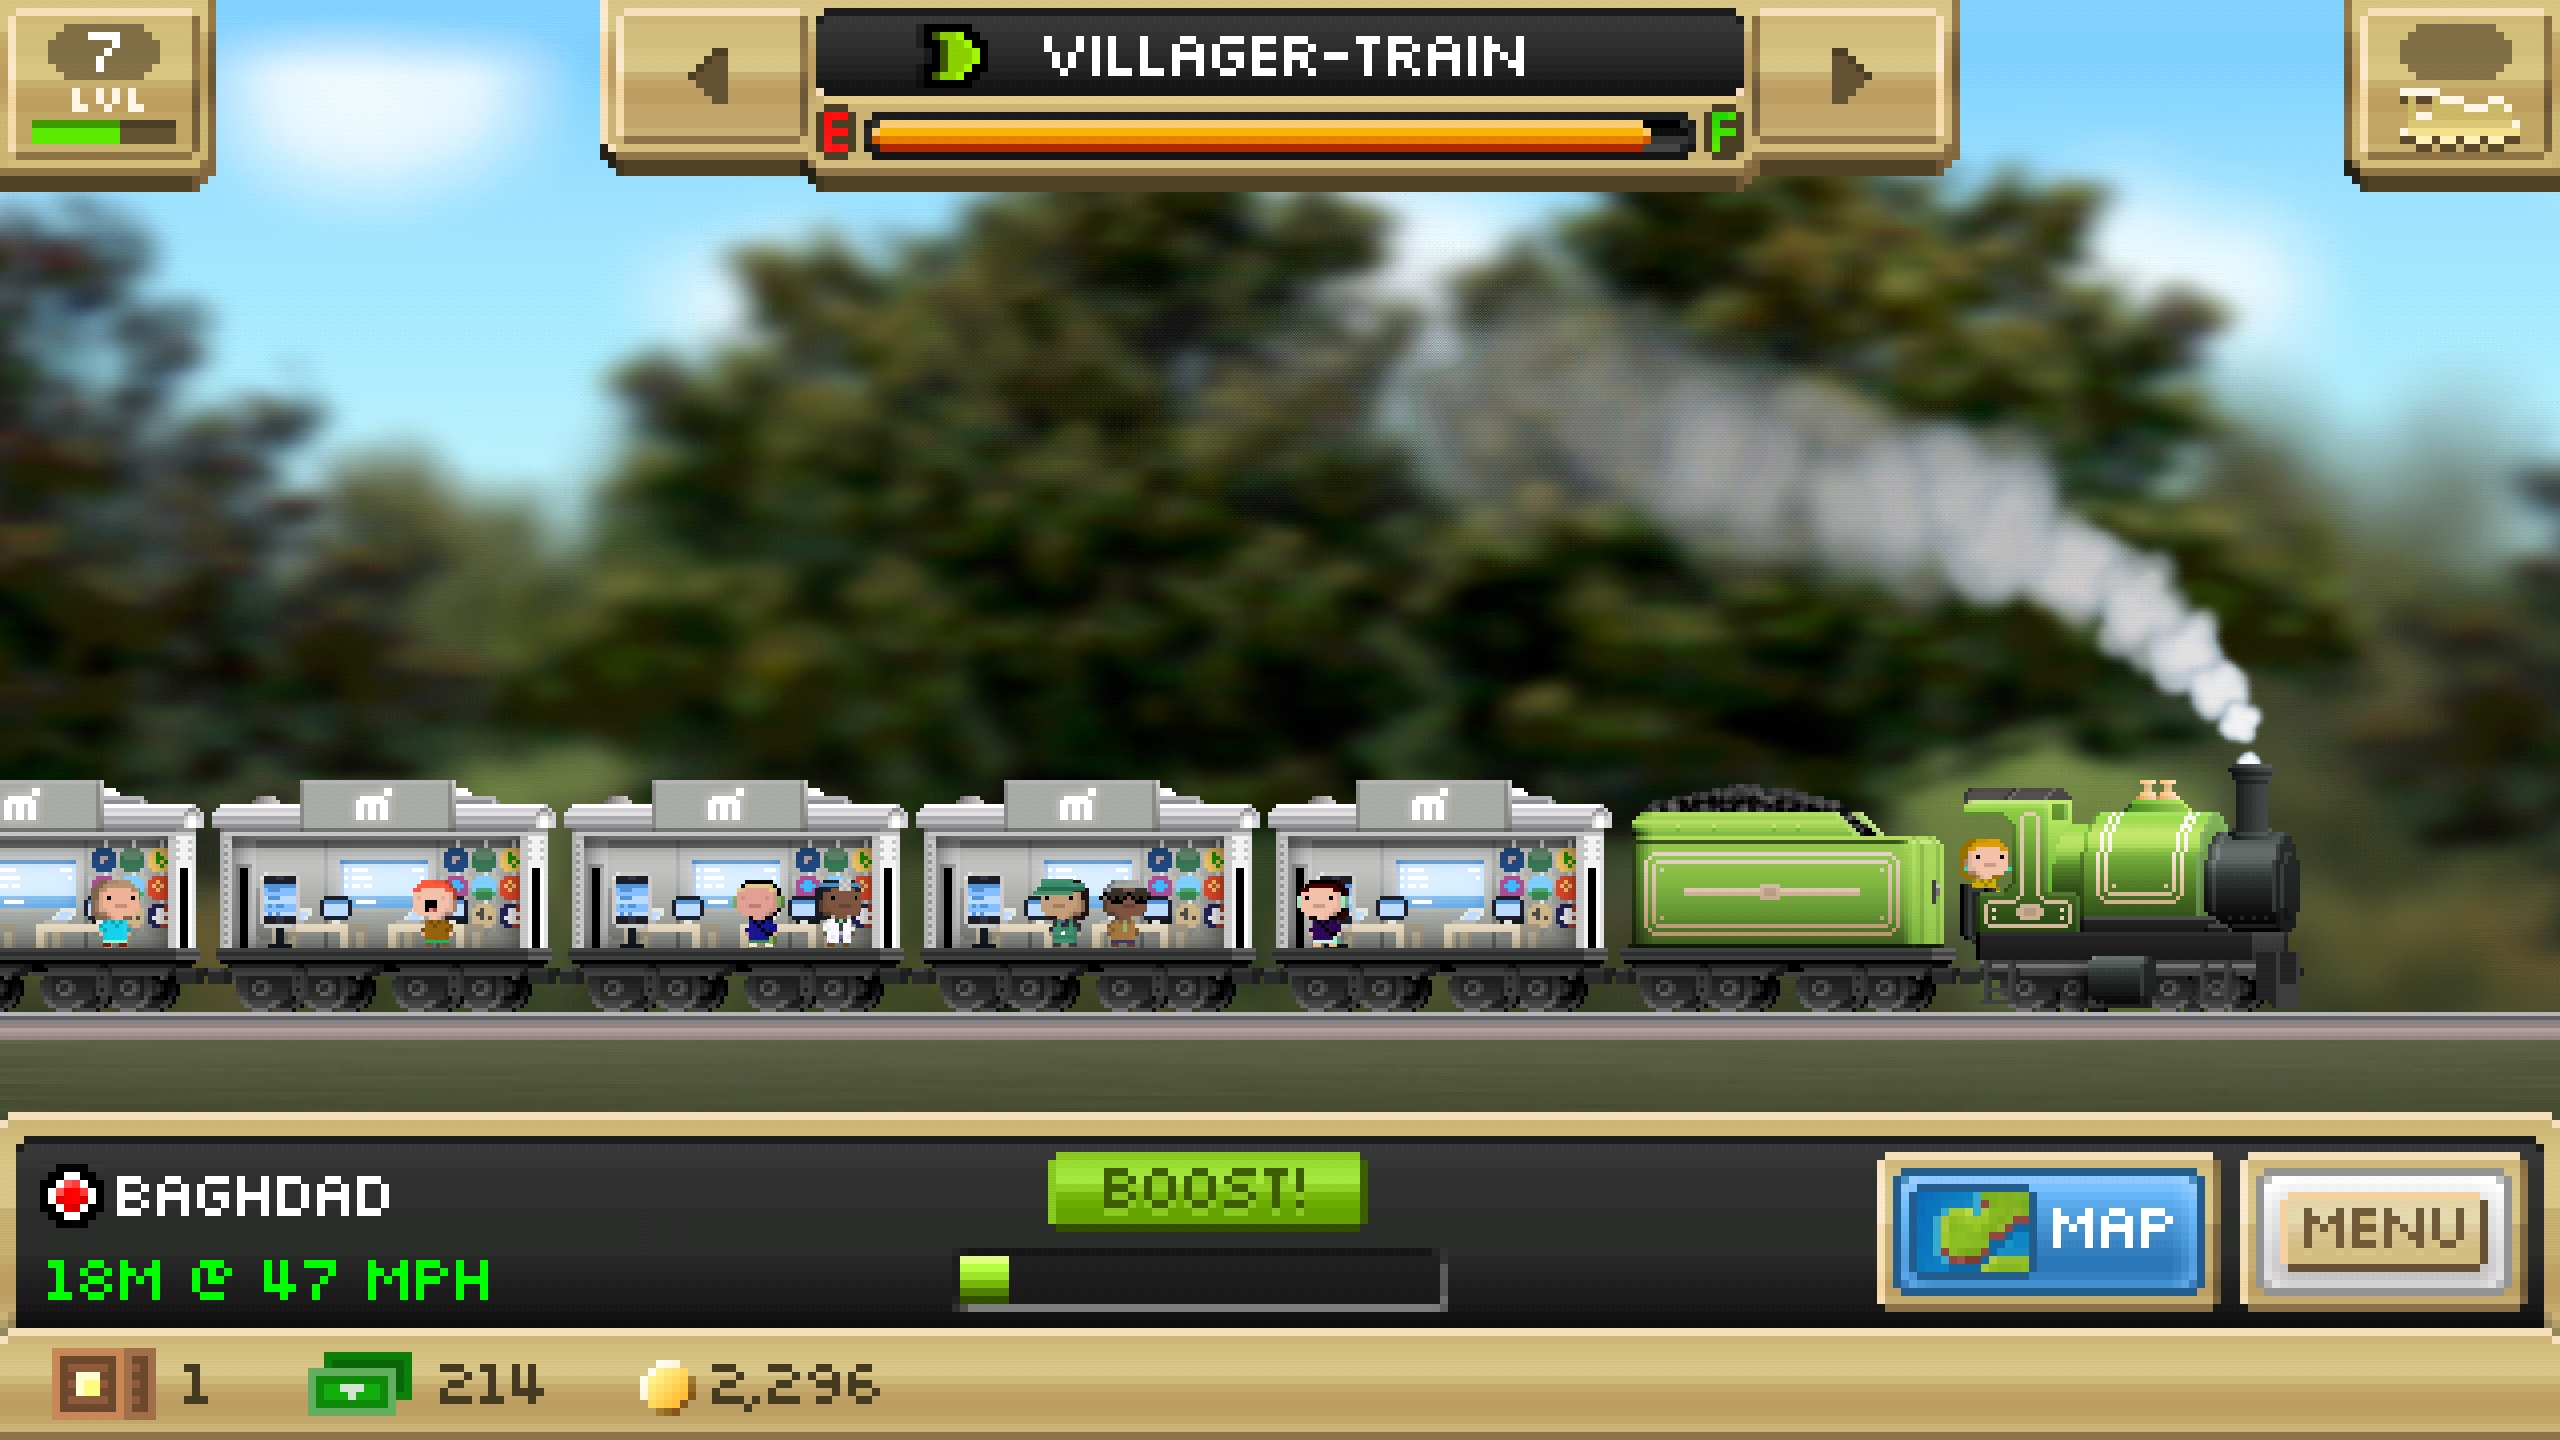 7
LVL
VILLAGER-TRAIN
E
F
m
m
m
m
m
BAGHDAD
18M @ 47 MPH
BOOST!
MAP
MENU
1
214
2,296